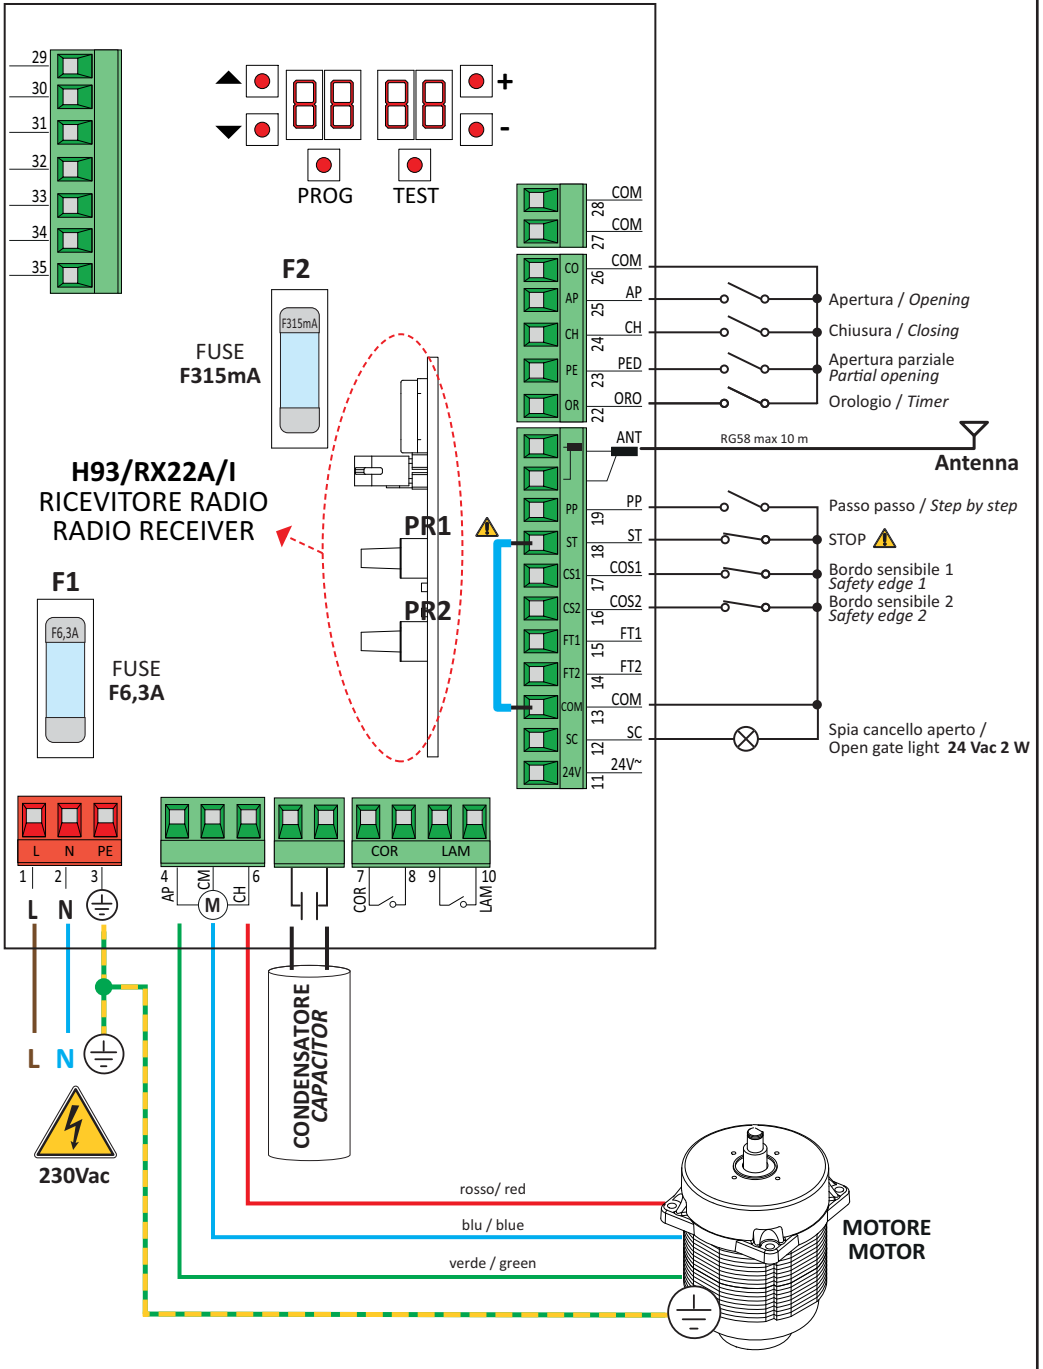 29
30
31
32
33
34
35
+
-
PROG
TEST
F2
F315mA
FUSE
F315mA
H93/RX22A/I
RICEVITORE RADIO
RADIO RECEIVER
PR1
PR2
F1
F6,3A
FUSE
F6,3A
COM
28
COM
27
CO
26
COM
AP
25
AP
Apertura / Opening
CH
24
CH
Chiusura / Closing
PE
23
PED
Apertura parziale
Partial opening
OR
22
ORO
Orologio / Timer
ANT
RG58 max 10 m
Antenna
PP
19
PP
Passo passo / Step by step
ST
18
ST
STOP
CS1
17
COS1
Bordo sensibile 1
Safety edge 1
CS2
16
COS2
Bordo sensibile 2
Safety edge 2
FT1
15
FT1
FT2
14
FT2
COM
13
COM
SC
12
SC
Spia cancello aperto /
Open gate light 24 Vac 2 W
24V
11
24V~
L N PE
1 2 3
L N
4 AP
CM
6 CH
M
COR LAM
7 8 9 10
COR
LAM
L N
230Vac
CONDENSATORE
CAPACITOR
rosso/ red
blu / blue
verde / green
MOTORE
MOTOR